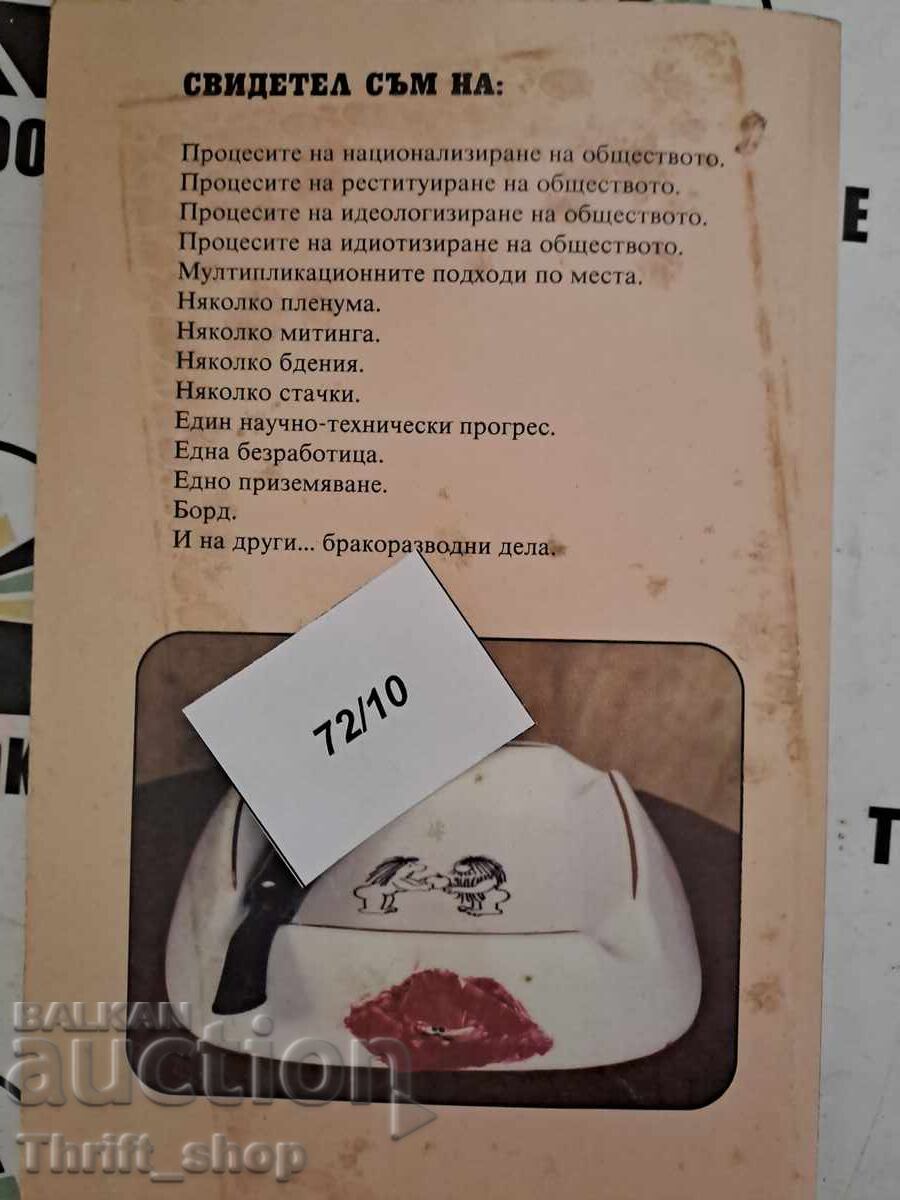 СВИДЕТЕЛ СЪМ НА:
Процесите на национализиране на обществото.
Процесите на реституиране на обществото.
Процесите на идеологизиране на обществото.
Процесите на идиотизиране на обществото.
Мултипликационните подходи по места.
Няколко пленума.
Няколко митинга.
Няколко бдения.
Няколко стачки.
Един научно-технически прогрес.
Една безработица.
Едно приземяване.
Борд.
И на други... бракоразводни дела.
72/10
BALKAN
auction
Thrift_shop
Е
Т